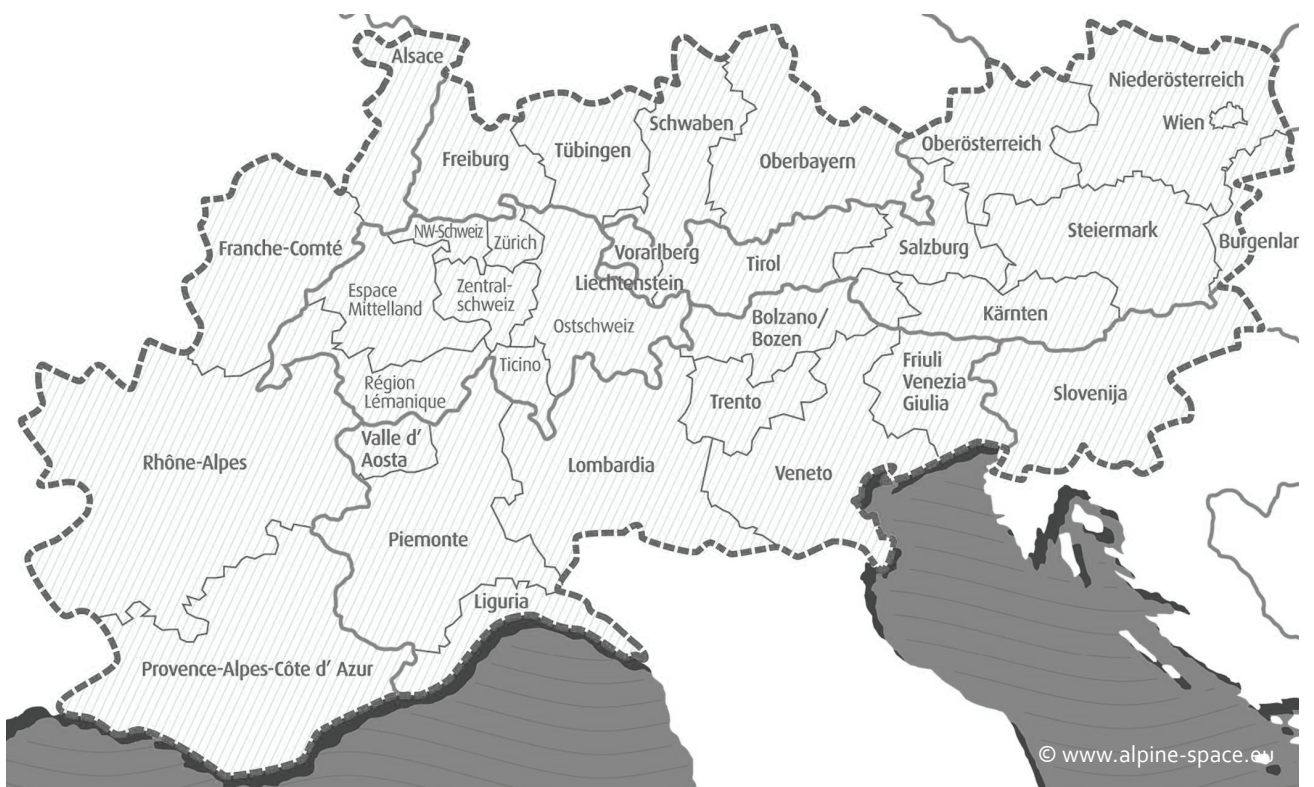 Alsace
Niederösterreich
Wien
Schwaben
Oberösterreich
Tübingen
Freiburg
Oberbayern
NW-Schweiz
Zürich
Franche-Comté
Vorarlberg
Tirol
Salzburg
Steiermark
Burgenlan
Liechtenstein
Espace
Mittelland
Zentral-
schweiz
Ostschweiz
Bolzano/
Bozen
Kärnten
Ticino
Friuli
Venezia
Giulia
Région
Lémanique
Trento
Slovenija
Valle d’
Aosta
Rhône-Alpes
Lombardia
Veneto
Piemonte
Liguria
Provence-Alpes-Côte d’ Azur
© www.alpine-space.eu